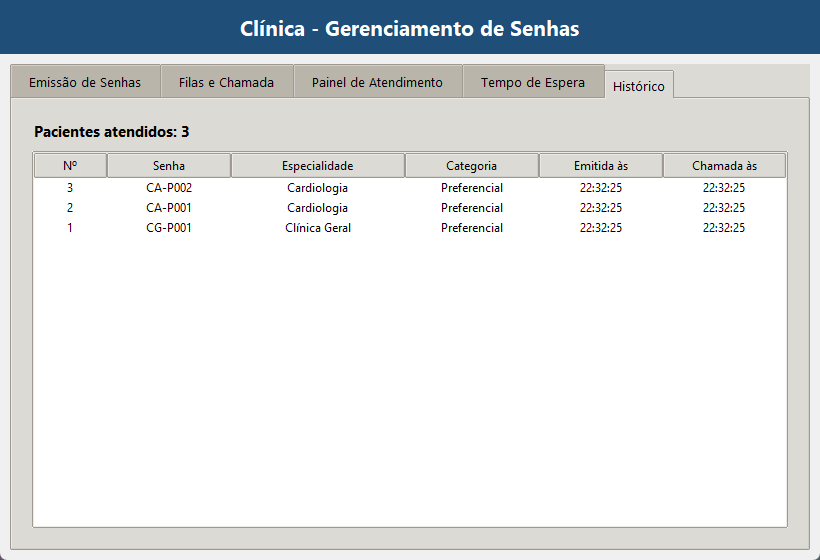 Clínica - Gerenciamento de Senhas
Emissão de Senhas Filas e Chamada Painel de Atendimento Tempo de Espera Histórico
Pacientes atendidos: 3
Nº Senha Especialidade Categoria Emitida às Chamada às
3 CA-P002 Cardiologia Preferencial 22:32:25 22:32:25
2 CA-P001 Cardiologia Preferencial 22:32:25 22:32:25
1 CG-P001 Clínica Geral Preferencial 22:32:25 22:32:25